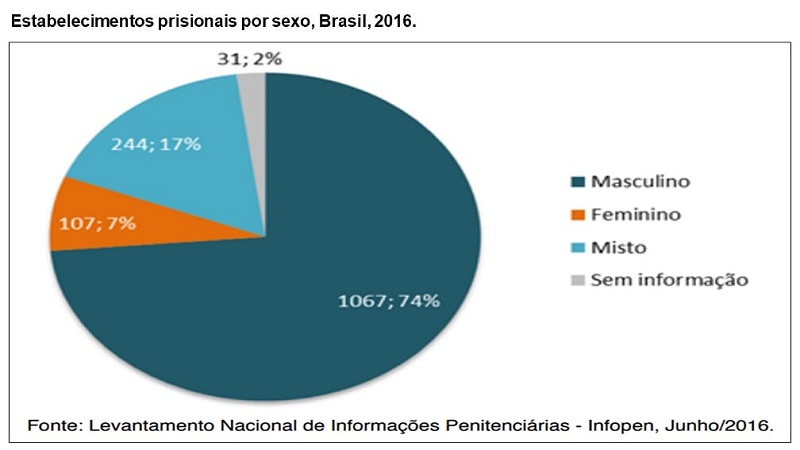 Estabelecimentos prisionais por sexo, Brasil, 2016.
31; 2%
244; 17%
107; 7%
1067; 74%
Masculino
Feminino
Misto
Sem informação
Fonte: Levantamento Nacional de Informações Penitenciárias - Infopen, Junho/2016.